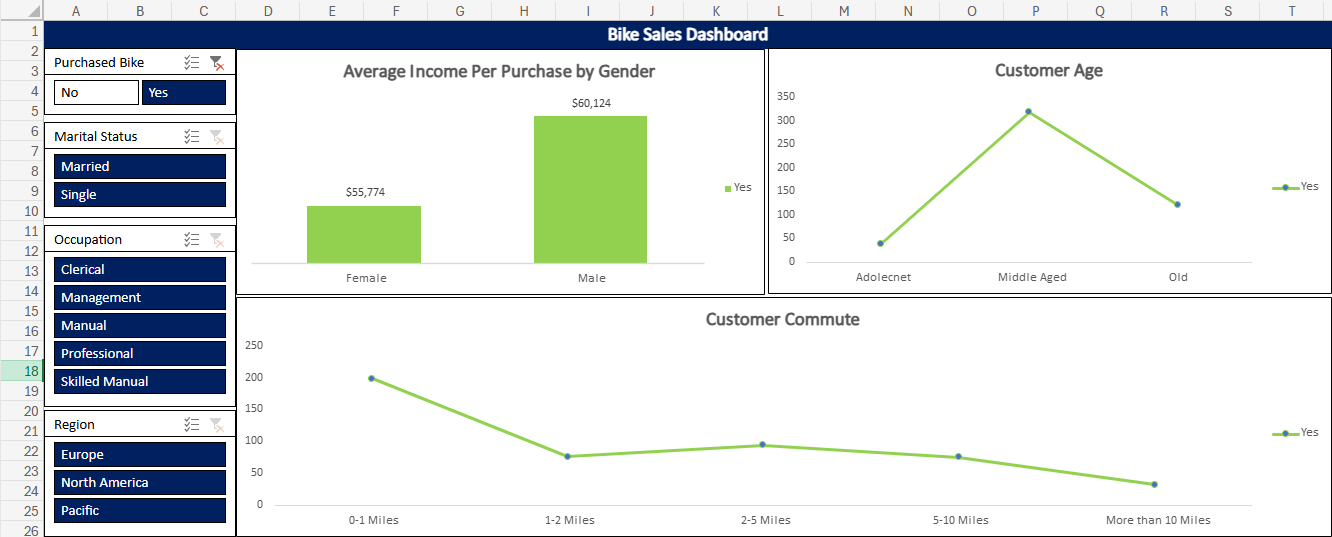 A B C D E F G H I J K L M N O P Q R S T
1
2
3
4
5
6
7
8
9
10
11
12
13
14
15
16
17
18
19
20
21
22
23
24
25
26
Bike Sales Dashboard
Purchased Bike
No Yes
Marital Status
Married
Single
Occupation
Clerical
Management
Manual
Professional
Skilled Manual
Region
Europe
North America
Pacific
Average Income Per Purchase by Gender
$60,124
$55,774
Yes
Female Male
Customer Age
350
300
250
200
150
100
50
0
Yes
Adolecnet Middle Aged Old
Customer Commute
250
200
150
100
50
0
Yes
0-1 Miles 1-2 Miles 2-5 Miles 5-10 Miles More than 10 Miles